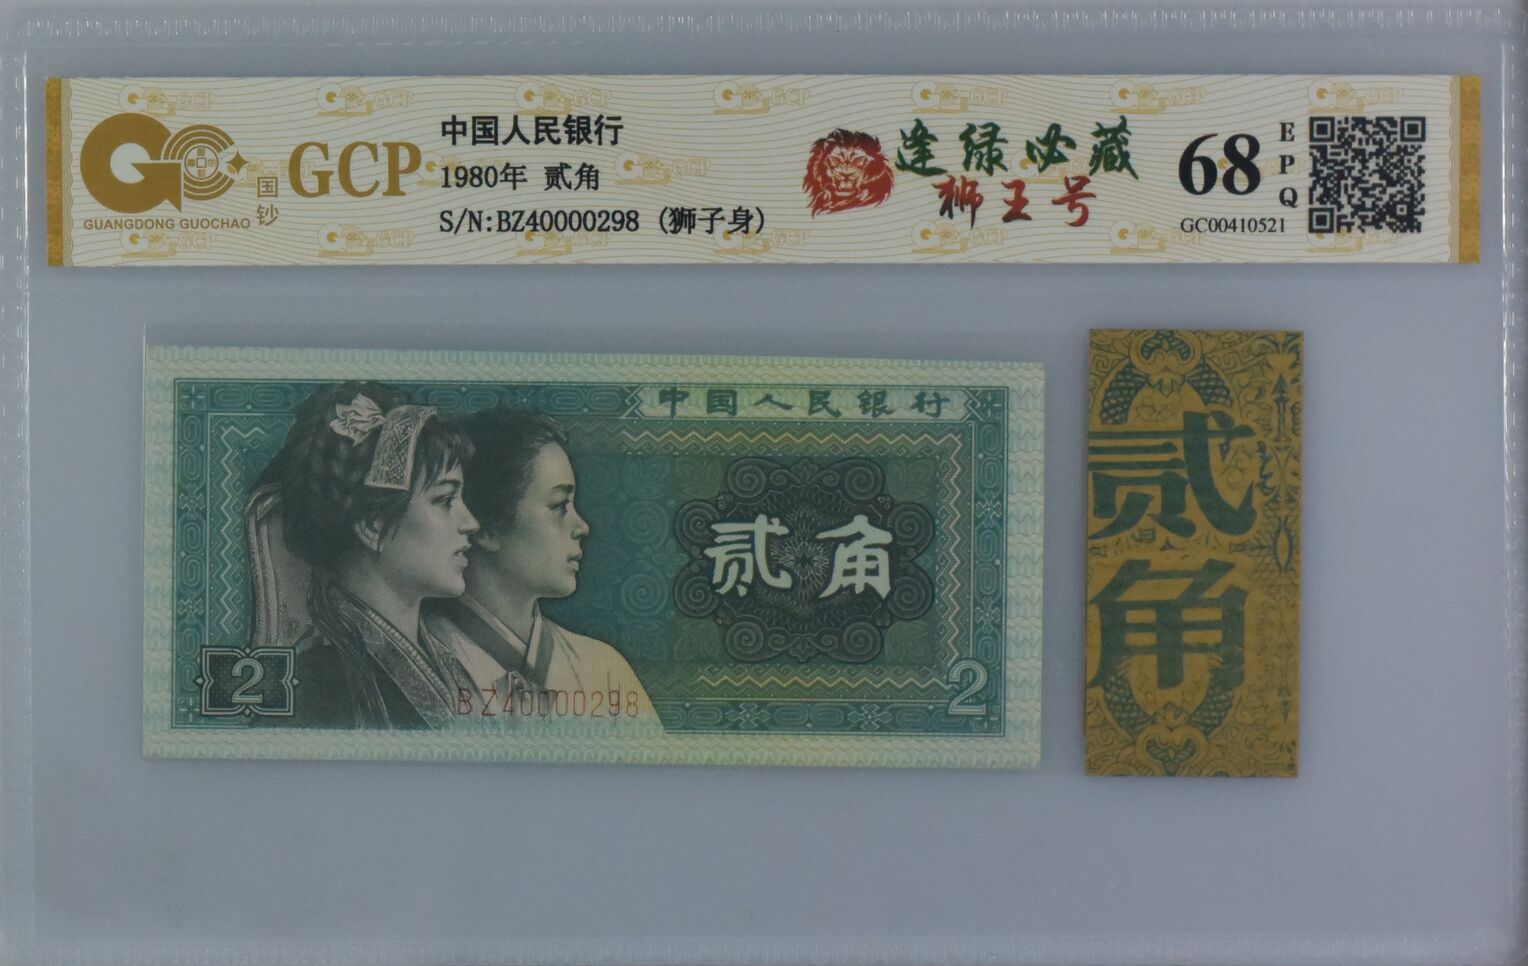 GCP
国钞
GUANGDONG GUOCHAO
中国人民银行
1980年 贰角
S/N:BZ40000298 (狮子身)
逢绿必藏
狮王号
68
EPQ
GC00410521
中国人民银行
贰角
2
BZ40000298
2
贰角